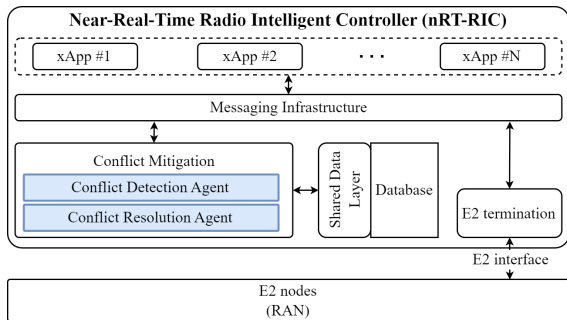 Near-Real-Time Radio Intelligent Controller (nRT-RIC)
xApp #1
xApp #2
. . .
xApp #N
Messaging Infrastructure
Conflict Mitigation
Conflict Detection Agent
Conflict Resolution Agent
Shared Data
Layer
Database
E2 termination
E2 interface
E2 nodes
(RAN)